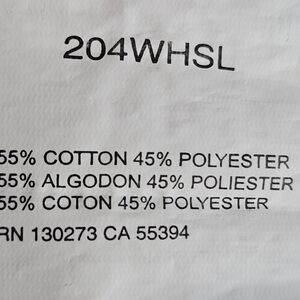 204WHSL
55% COTTON 45% POLYESTER
55% ALGODON 45% POLIESTER
55% COTON 45% POLYESTER
RN 130273 CA 55394